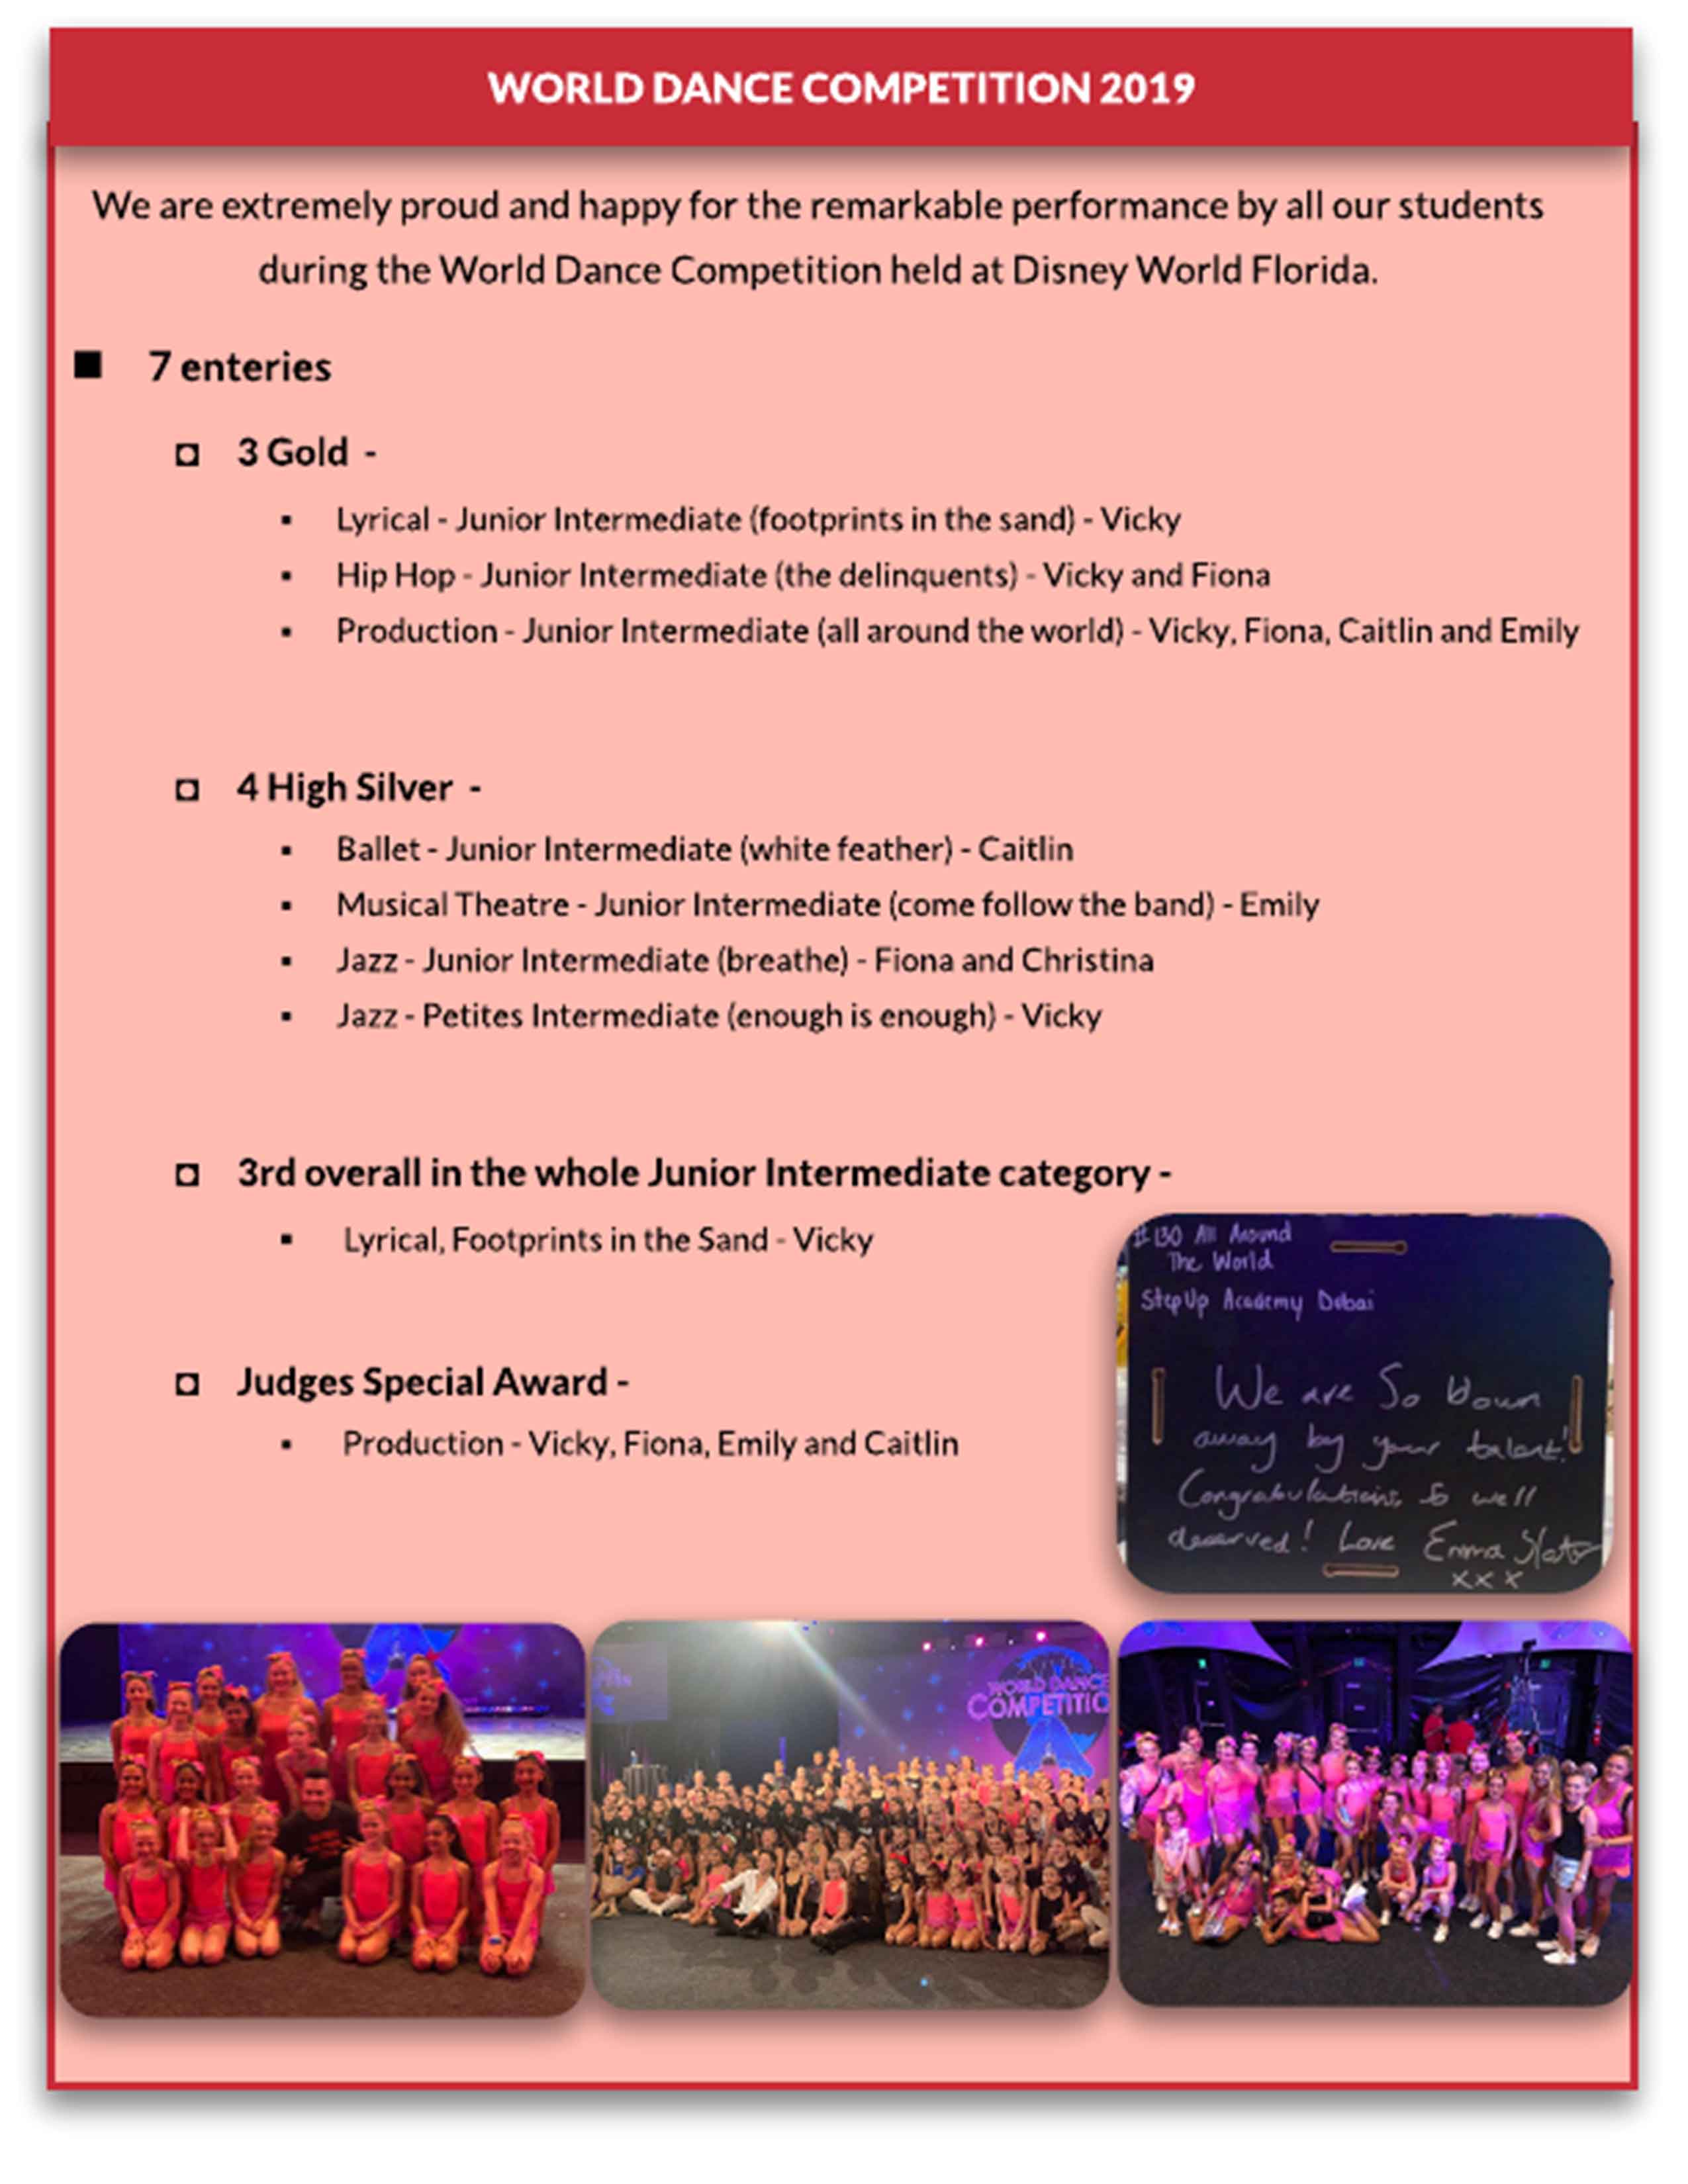 WORLD DANCE COMPETITION 2019
We are extremely proud and happy for the remarkable performance by all our students
during the World Dance Competition held at Disney World Florida.
7 enteries
3 Gold -
Lyrical - Junior Intermediate (footprints in the sand) - Vicky
Hip Hop - Junior Intermediate (the delinquents) - Vicky and Fiona
Production - Junior Intermediate (all around the world) - Vicky, Fiona, Caitlin and Emily
4 High Silver -
Ballet - Junior Intermediate (white feather) - Caitlin
Musical Theatre - Junior Intermediate (come follow the band) - Emily
Jazz - Junior Intermediate (breathe) - Fiona and Christina
Jazz - Petites Intermediate (enough is enough) - Vicky
3rd overall in the whole Junior Intermediate category -
Lyrical, Footprints in the Sand - Vicky
Judges Special Award -
Production - Vicky, Fiona, Emily and Caitlin
#130 All Around
The World
StepUp Academy Dubai
We are So blown
away by your talent!
Congratulations, so well
deserved! Love Emma Slater
xxx
WORLD DANCE
COMPETITIO